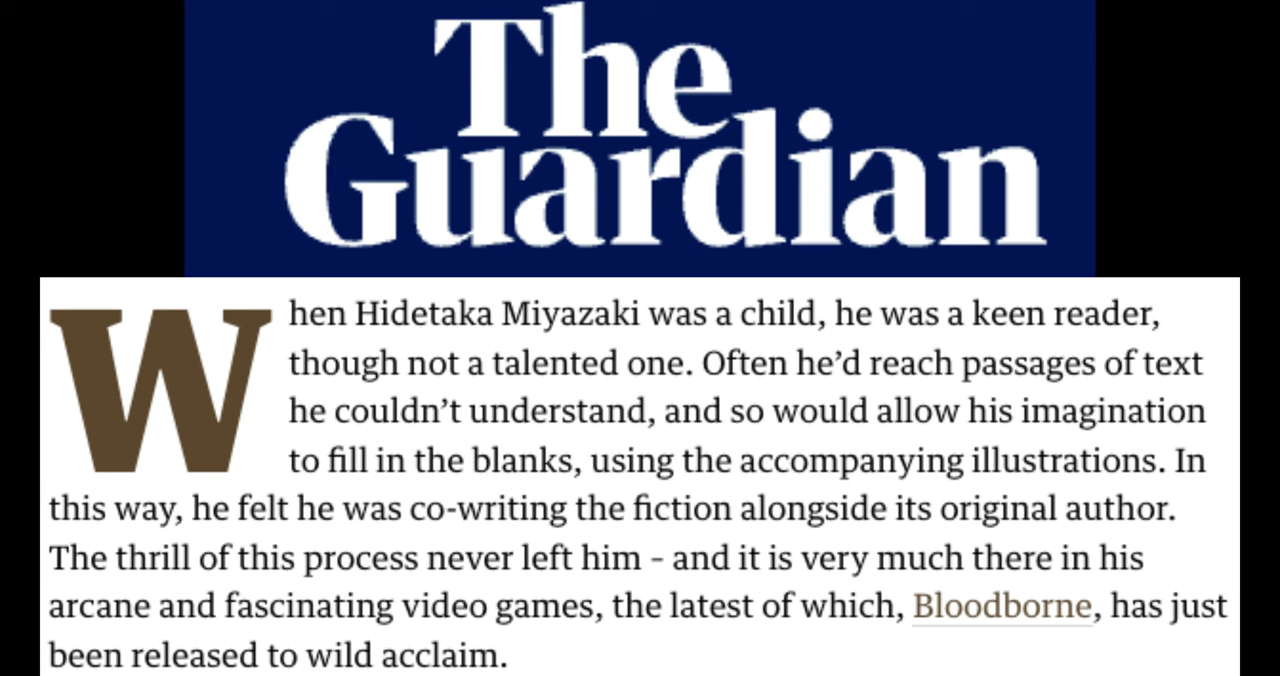 The
Guardian
When Hidetaka Miyazaki was a child, he was a keen reader,
though not a talented one. Often he’d reach passages of text
he couldn’t understand, and so would allow his imagination
to fill in the blanks, using the accompanying illustrations. In
this way, he felt he was co-writing the fiction alongside its original author.
The thrill of this process never left him – and it is very much there in his
arcane and fascinating video games, the latest of which, Bloodborne, has just
been released to wild acclaim.